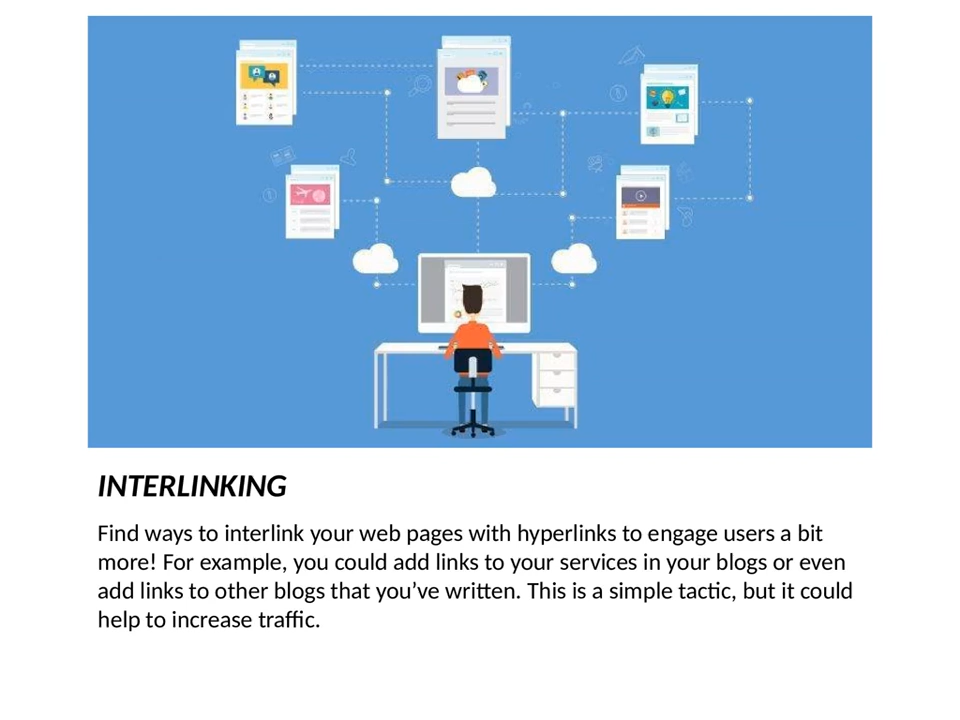 INTERLINKING
Find ways to interlink your web pages with hyperlinks to engage users a bit
more! For example, you could add links to your services in your blogs or even
add links to other blogs that you’ve written. This is a simple tactic, but it could
help to increase traffic.